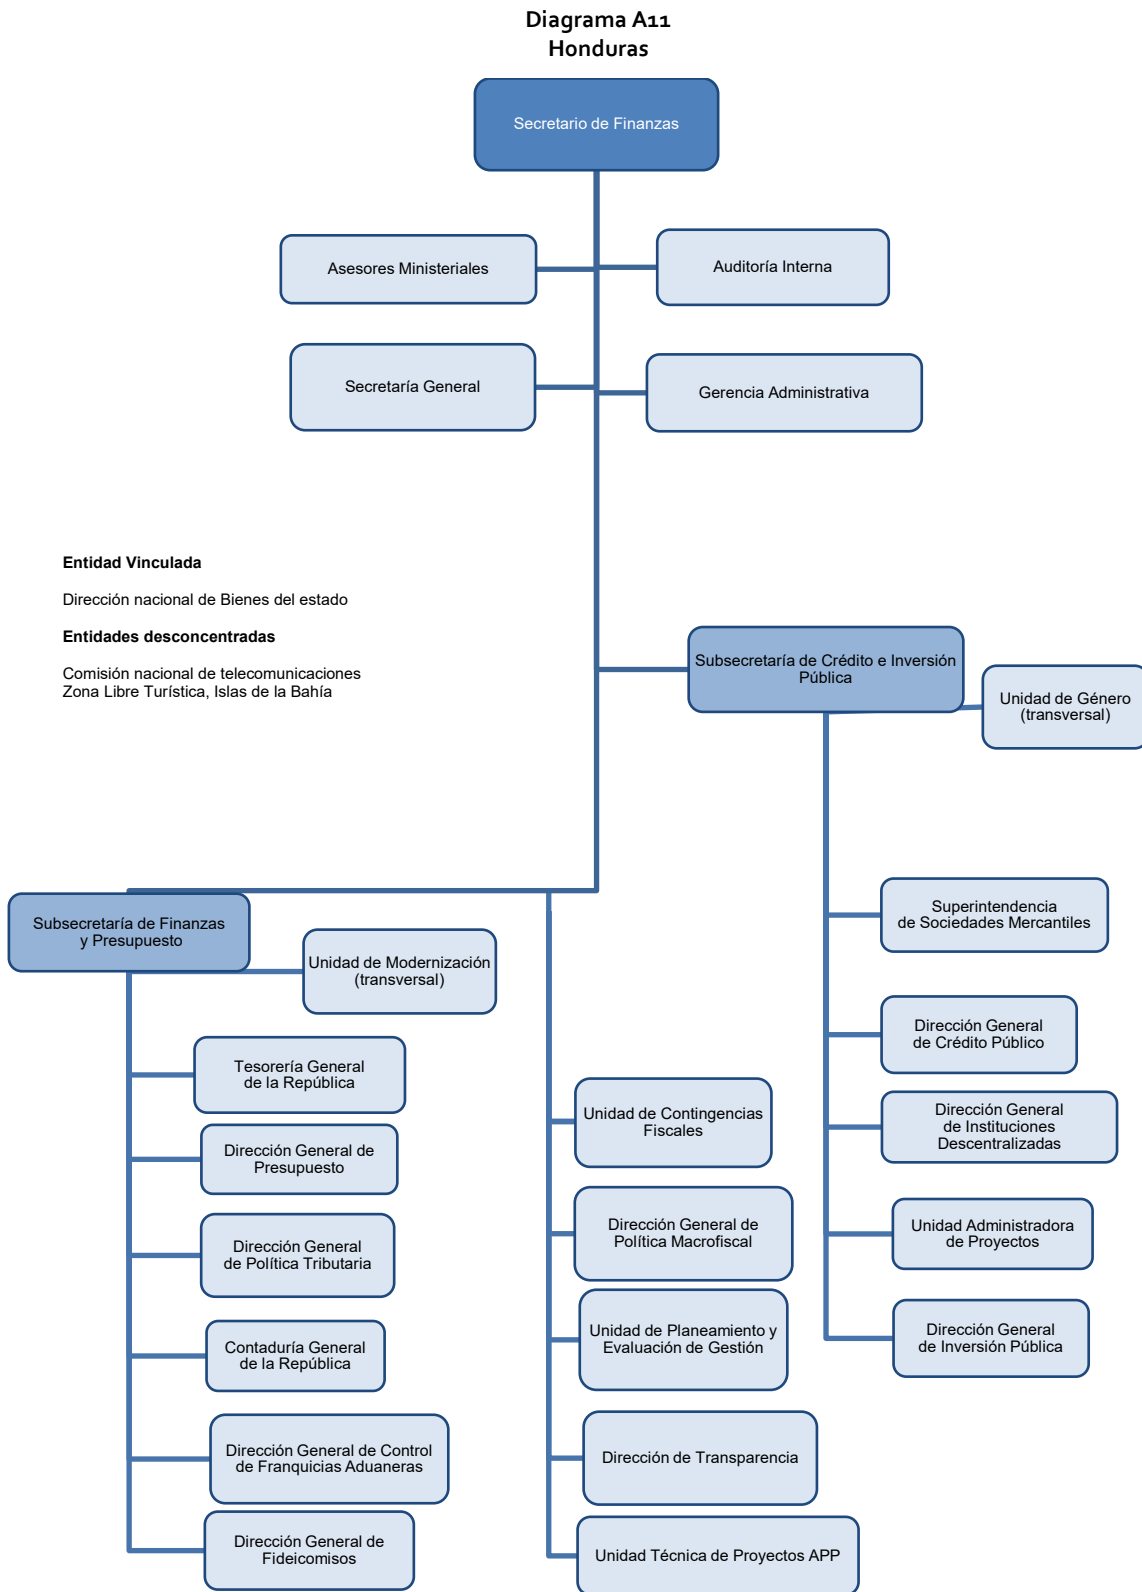 Diagrama A11
Honduras
Secretario de Finanzas
Asesores Ministeriales
Auditoría Interna
Secretaría General
Gerencia Administrativa
Entidad Vinculada
Dirección nacional de Bienes del estado
Entidades desconcentradas
Comisión nacional de telecomunicaciones
Zona Libre Turística, Islas de la Bahía
Subsecretaría de Crédito e Inversión
Pública
Unidad de Género
(transversal)
Subsecretaría de Finanzas
y Presupuesto
Unidad de Modernización
(transversal)
Tesorería General
de la República
Dirección General de
Presupuesto
Dirección General
de Política Tributaria
Contaduría General
de la República
Dirección General de Control
de Franquicias Aduaneras
Dirección General de
Fideicomisos
Unidad de Contingencias
Fiscales
Dirección General de
Política Macrofiscal
Unidad de Planeamiento y
Evaluación de Gestión
Dirección de Transparencia
Unidad Técnica de Proyectos APP
Superintendencia
de Sociedades Mercantiles
Dirección General
de Crédito Público
Dirección General
de Instituciones
Descentralizadas
Unidad Administradora
de Proyectos
Dirección General
de Inversión Pública